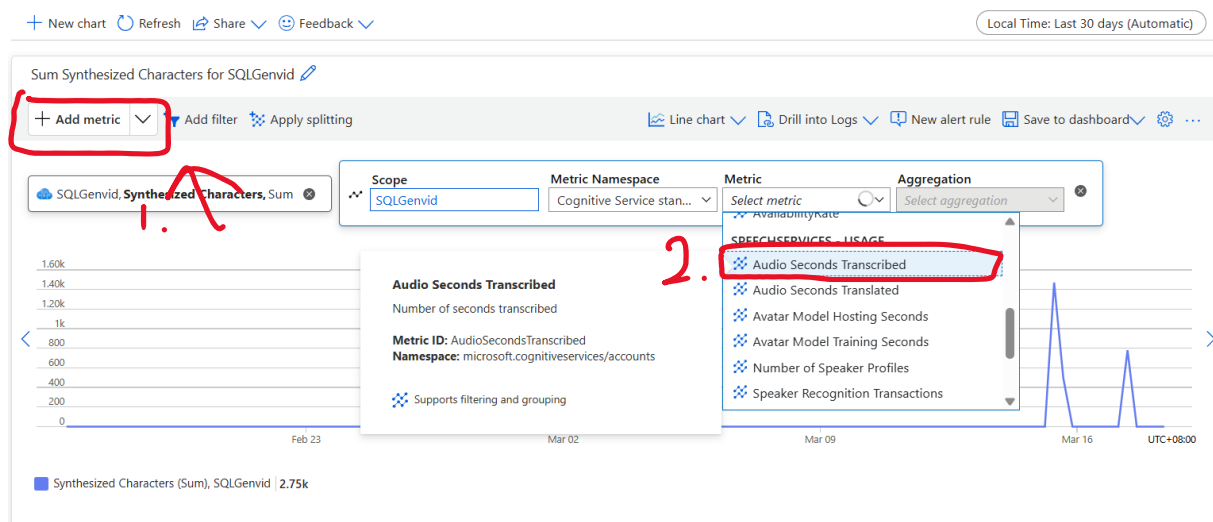 New chart Refresh Share Feedback Local Time: Last 30 days (Automatic)
Sum Synthesized Characters for SQLGenvid
Add metric Add filter Apply splitting Line chart Drill into Logs New alert rule Save to dashboard ...
Scope Metric Namespace Metric Aggregation
SQLGenvid, Synthesized Characters, Sum SQLGenvid Cognitive Service stan... Select metric Select aggregation
1.
AvailabilityRate
SPEECHSERVICES - USAGE
2.
Audio Seconds Transcribed
Audio Seconds Translated
Avatar Model Hosting Seconds
Avatar Model Training Seconds
Number of Speaker Profiles
Speaker Recognition Transactions
Audio Seconds Transcribed
Number of seconds transcribed
Metric ID: AudioSecondsTranscribed
Namespace: microsoft.cognitiveservices/accounts
Supports filtering and grouping
1.60k
1.40k
1.20k
1k
800
600
400
200
0
Feb 23 Mar 02 Mar 09 Mar 16 UTC+08:00
Synthesized Characters (Sum), SQLGenvid 2.75k